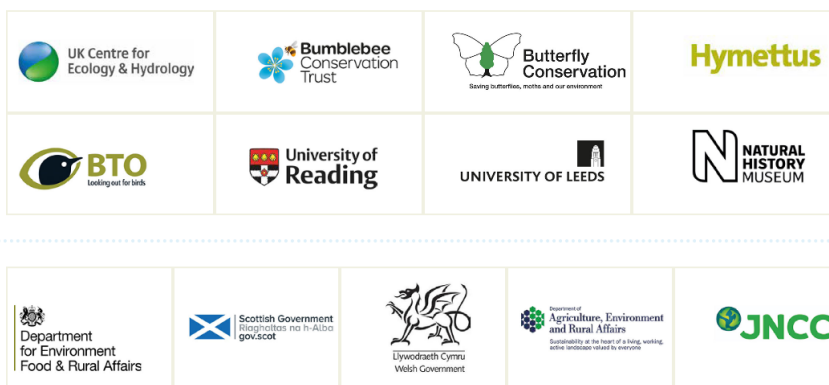 UK Centre for
Ecology & Hydrology
Bumblebee
Conservation
Trust
Butterfly
Conservation
Saving butterflies, moths and our environment
Hymettus
BTO
Looking out for birds
University of
Reading
UNIVERSITY OF LEEDS
N
NATURAL
HISTORY
MUSEUM
Department
for Environment
Food & Rural Affairs
Scottish Government
Riaghaltas na h-Alba
gov.scot
Llywodraeth Cymru
Welsh Government
Department of
Agriculture, Environment
and Rural Affairs
Sustainability at the heart of a living, working,
active landscape valued by everyone
JNCC